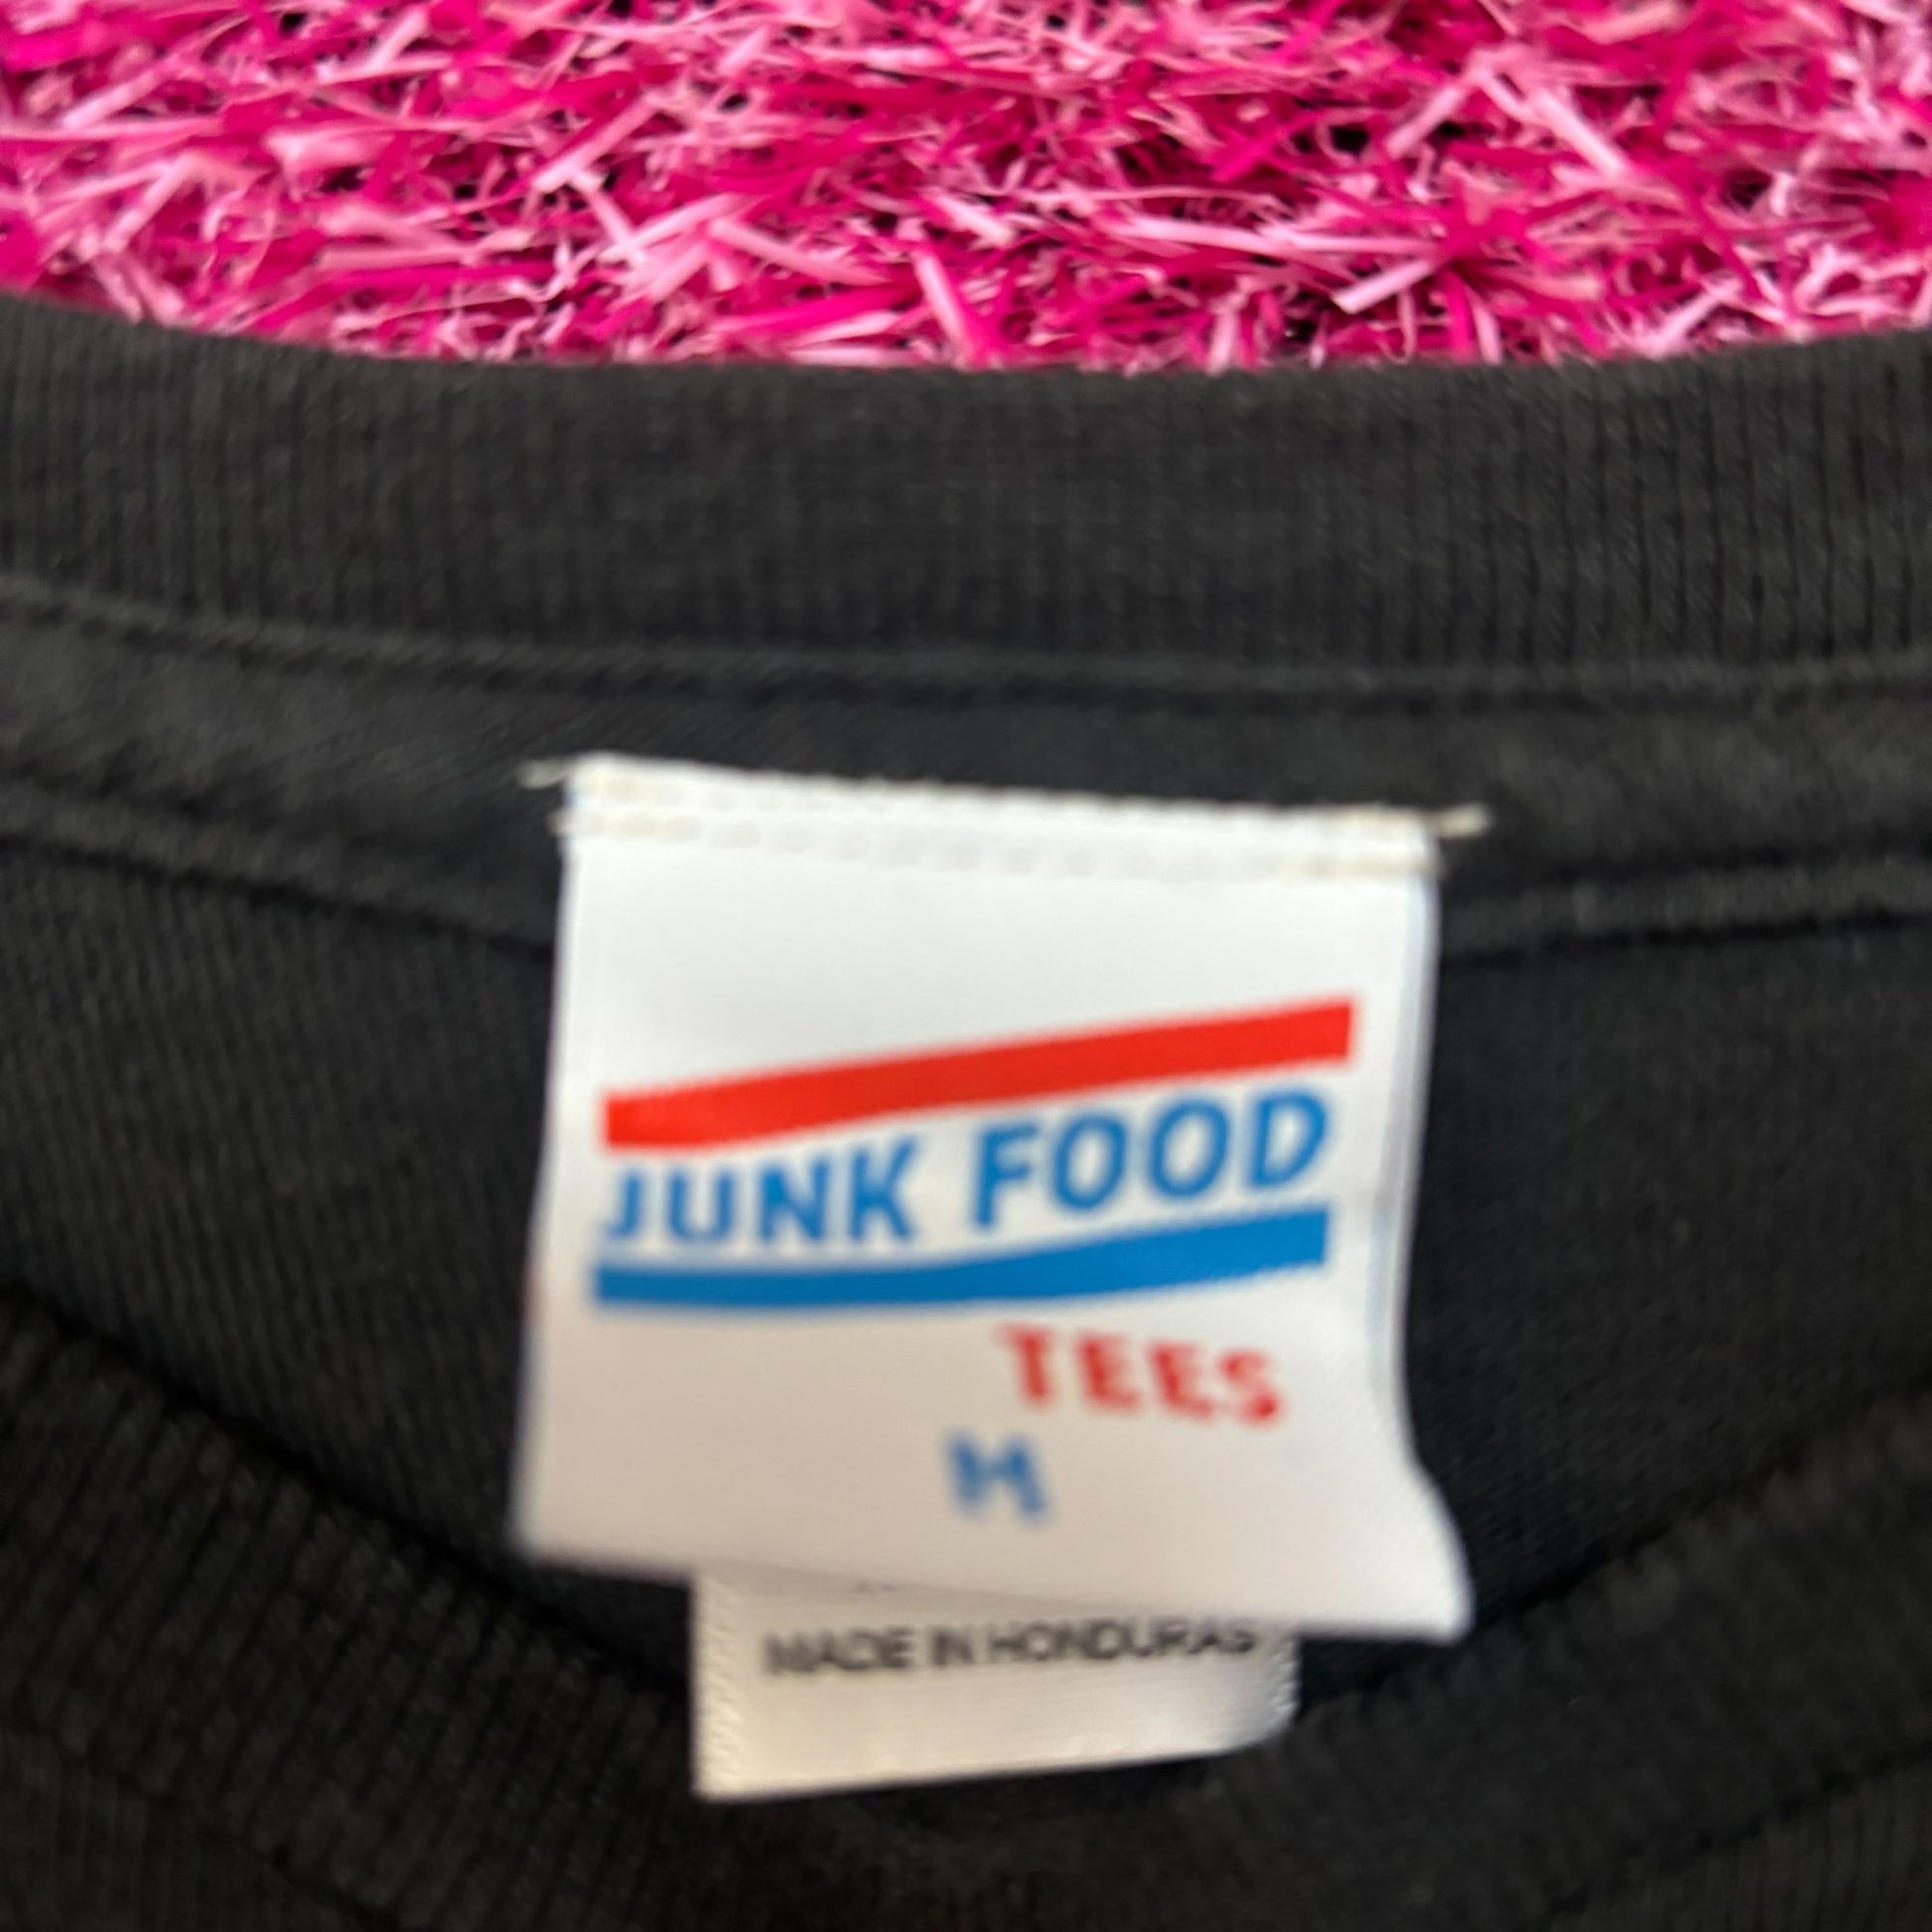 JUNK FOOD
TEES
M
MADE IN HONDURAS